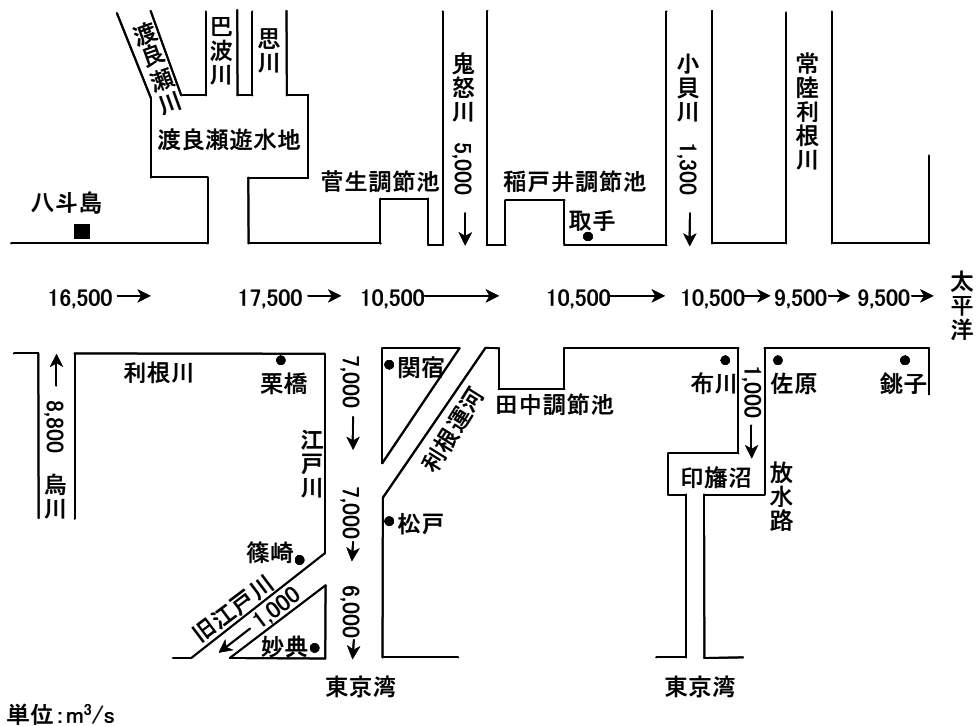 渡良瀬川
巴波川
思川
鬼怒川 5,000
小貝川 1,300
常陸利根川
渡良瀬遊水地
菅生調節池
稲戸井調節池
取手
八斗島
太平洋
16,500
17,500
10,500
10,500
10,500
9,500
9,500
利根川
栗橋
7,000
関宿
布川
1,000
佐原
銚子
8,800 烏川
江戸川
利根運河
田中調節池
印旛沼
放水路
7,000
松戸
篠崎
旧江戸川
1,000
6,000
妙典
東京湾
東京湾
単位:m³/s